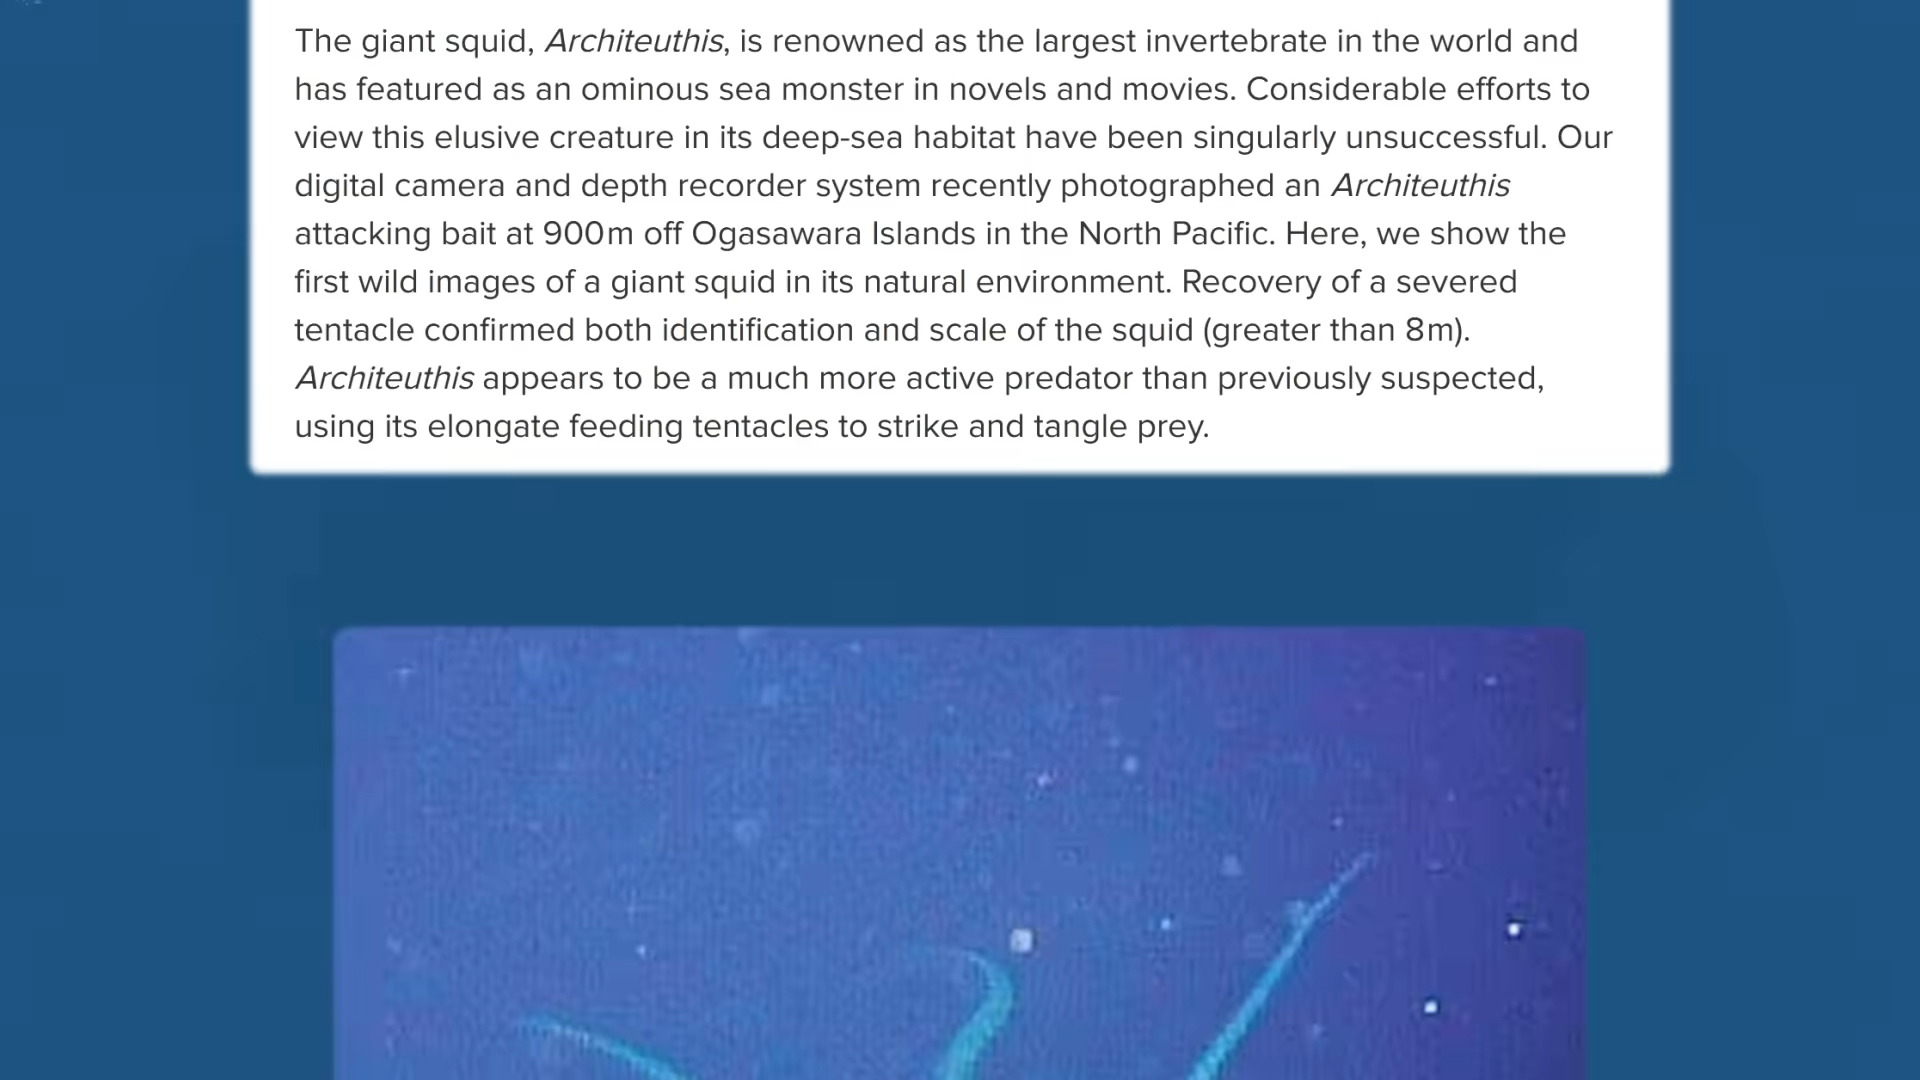 The giant squid, Architeuthis, is renowned as the largest invertebrate in the world and
has featured as an ominous sea monster in novels and movies. Considerable efforts to
view this elusive creature in its deep-sea habitat have been singularly unsuccessful. Our
digital camera and depth recorder system recently photographed an Architeuthis
attacking bait at 900m off Ogasawara Islands in the North Pacific. Here, we show the
first wild images of a giant squid in its natural environment. Recovery of a severed
tentacle confirmed both identification and scale of the squid (greater than 8m).
Architeuthis appears to be a much more active predator than previously suspected,
using its elongate feeding tentacles to strike and tangle prey.